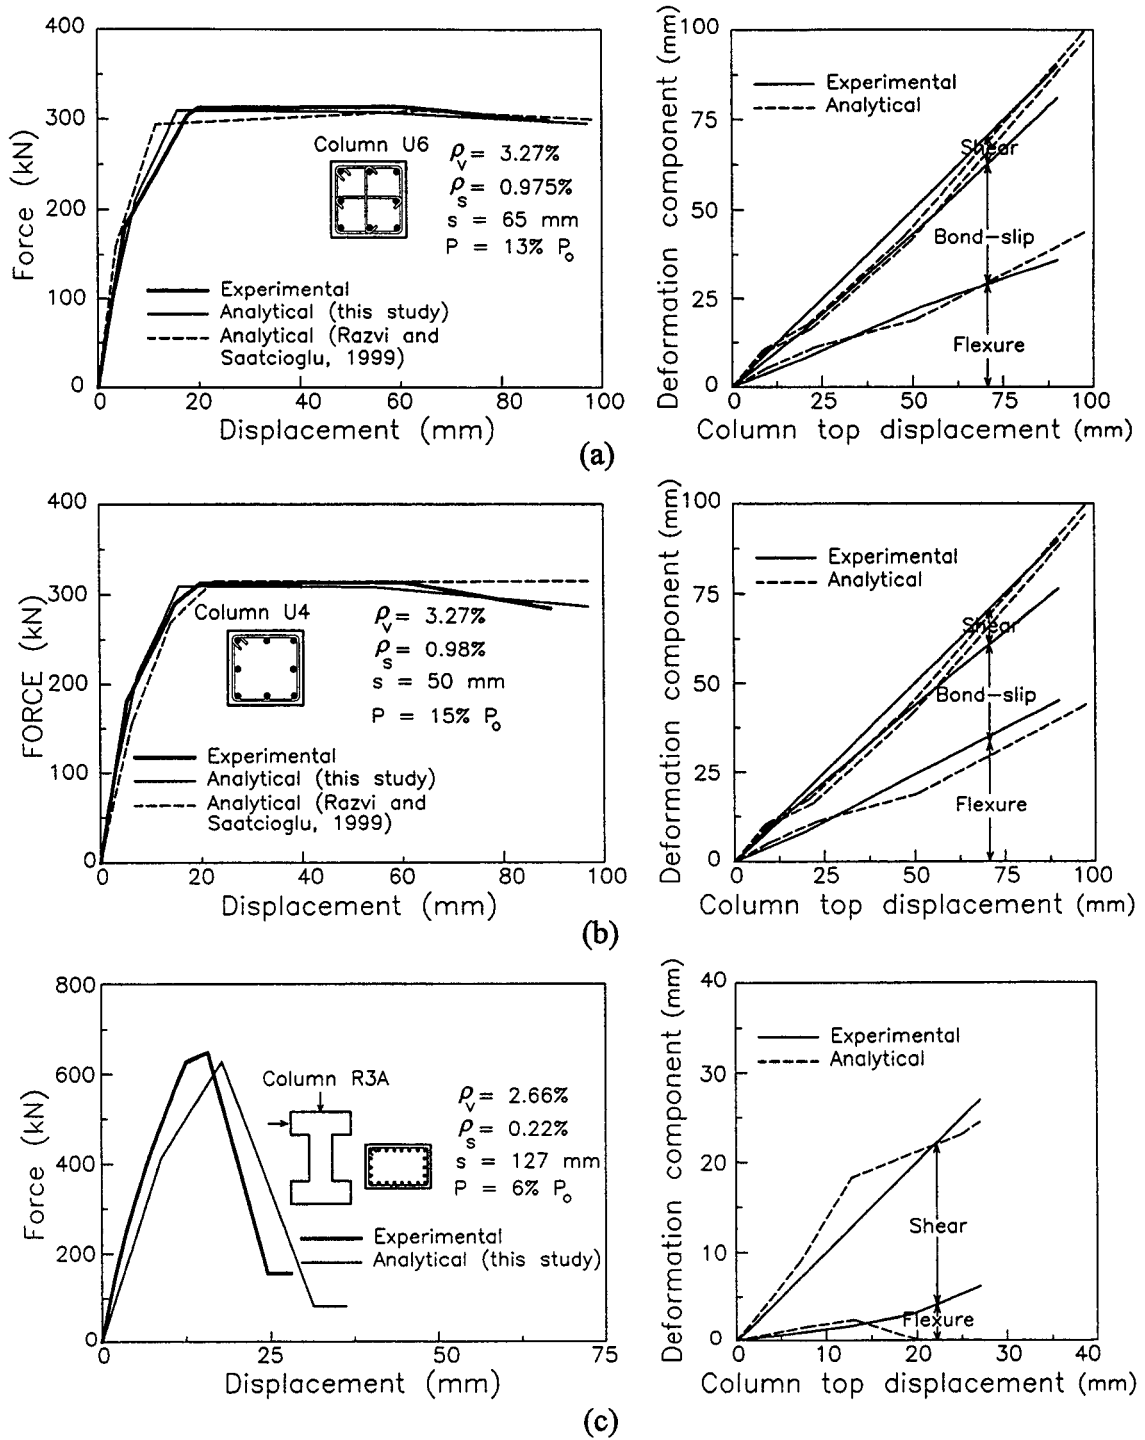 400
300
200
100
0
Force (kN)
Column U6
ρv = 3.27%
ρs = 0.975%
s = 65 mm
P = 13% Po
Experimental
Analytical (this study)
Analytical (Razvi and
Saatcioglu, 1999)
0 20 40 60 80 100
Displacement (mm)
100
75
50
25
0
Deformation component (mm)
Experimental
Analytical
Shear
Bond-slip
Flexure
0 25 50 75 100
Column top displacement (mm)
(a)
400
300
200
100
0
FORCE (kN)
Column U4
ρv = 3.27%
ρs = 0.98%
s = 50 mm
P = 15% Po
Experimental
Analytical (this study)
Analytical (Razvi and
Saatcioglu, 1999)
0 20 40 60 80 100
Displacement (mm)
100
75
50
25
0
Deformation component (mm)
Experimental
Analytical
Shear
Bond-slip
Flexure
0 25 50 75 100
Column top displacement (mm)
(b)
800
600
400
200
0
Force (kN)
Column R3A
ρv = 2.66%
ρs = 0.22%
s = 127 mm
P = 6% Po
Experimental
Analytical (this study)
0 25 50 75
Displacement (mm)
40
30
20
10
0
Deformation component (mm)
Experimental
Analytical
Shear
Flexure
0 10 20 30 40
Column top displacement (mm)
(c)